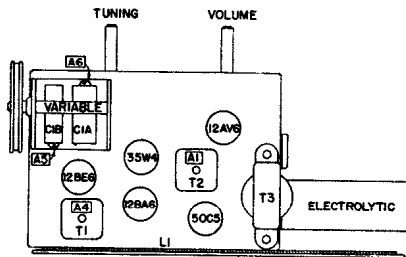 TUNING VOLUME
A6
VARIABLE
C1B C1A
12AV6
A5
35W4
A1
T2
12BE6
T3
A4
T1
12BA6
50C5
ELECTROLYTIC
L1